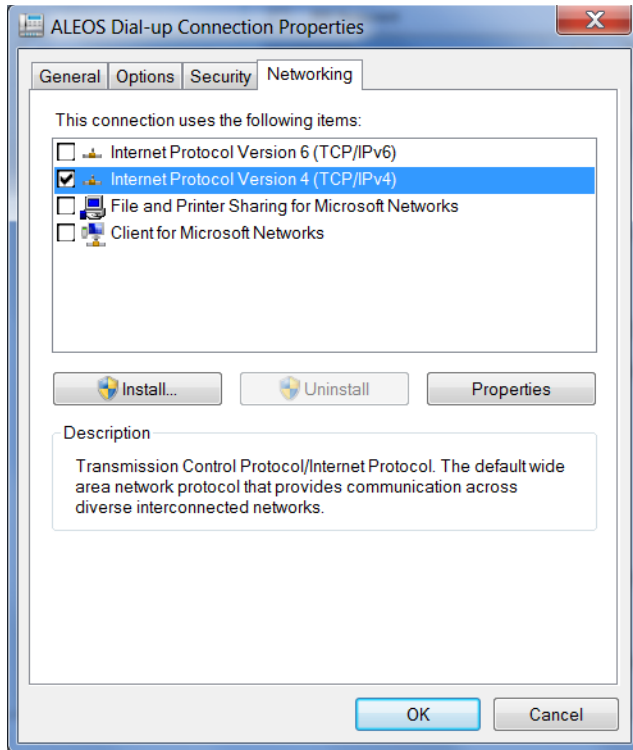 ALEOS Dial-up Connection Properties
General Options Security Networking
This connection uses the following items:
Internet Protocol Version 6 (TCP/IPv6)
Internet Protocol Version 4 (TCP/IPv4)
File and Printer Sharing for Microsoft Networks
Client for Microsoft Networks
Install... Uninstall Properties
Description
Transmission Control Protocol/Internet Protocol. The default wide
area network protocol that provides communication across
diverse interconnected networks.
OK Cancel